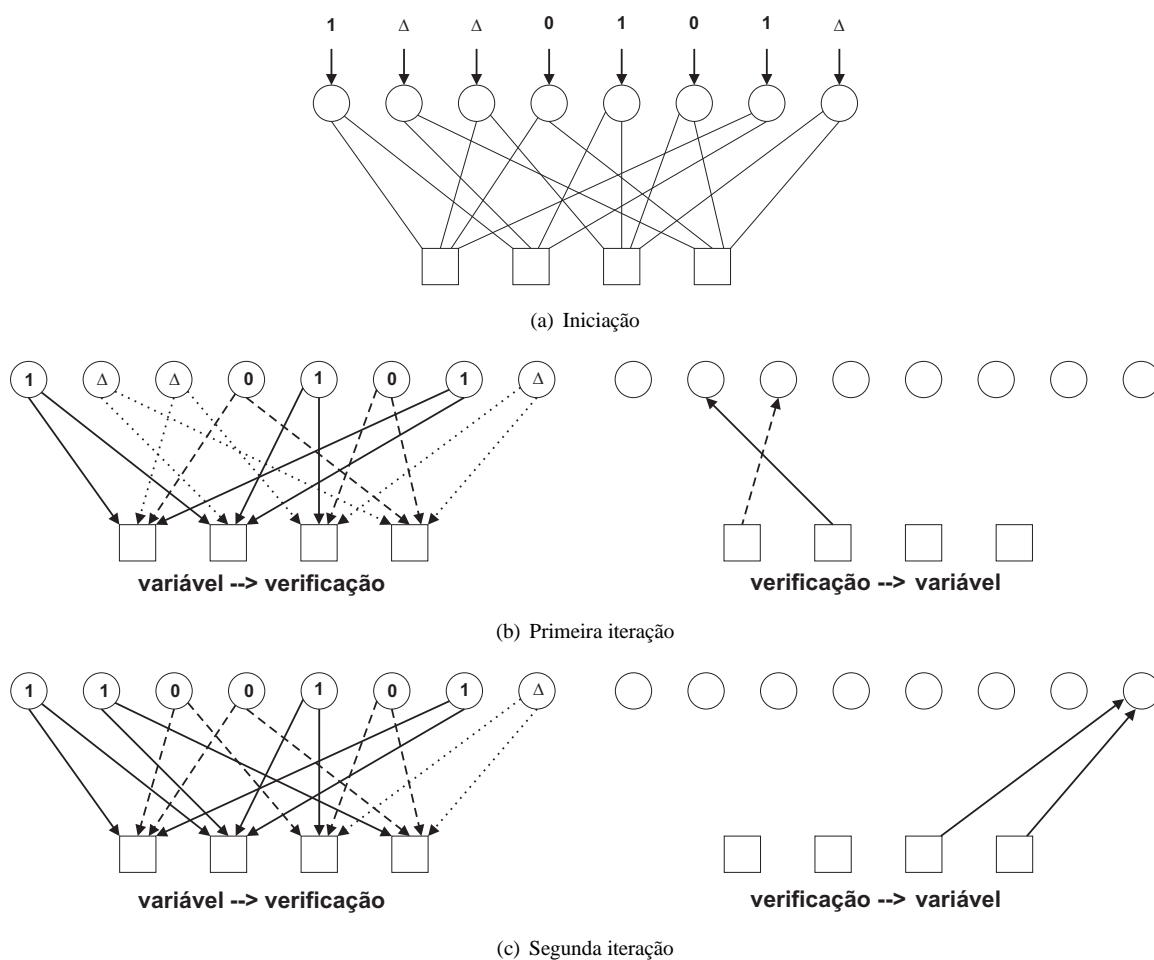 1 Δ Δ 0 1 0 1 Δ
(a) Iniciação
1 Δ Δ 0 1 0 1 Δ
variável --> verificação
verificação --> variável
(b) Primeira iteração
1 1 0 0 1 0 1 Δ
variável --> verificação
verificação --> variável
(c) Segunda iteração